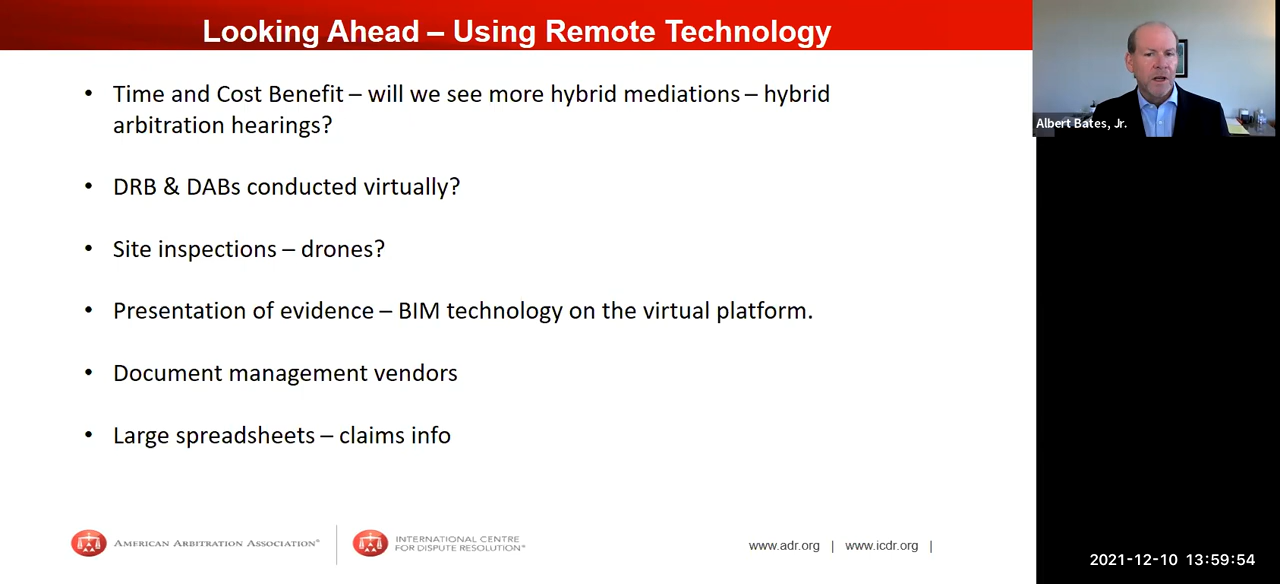 Looking Ahead – Using Remote Technology
• Time and Cost Benefit – will we see more hybrid mediations – hybrid
arbitration hearings?
• DRB & DABs conducted virtually?
• Site inspections – drones?
• Presentation of evidence – BIM technology on the virtual platform.
• Document management vendors
• Large spreadsheets – claims info
AMERICAN ARBITRATION ASSOCIATION®
INTERNATIONAL CENTRE
FOR DISPUTE RESOLUTION®
www.adr.org | www.icdr.org |
Albert Bates, Jr.
2021-12-10 13:59:54